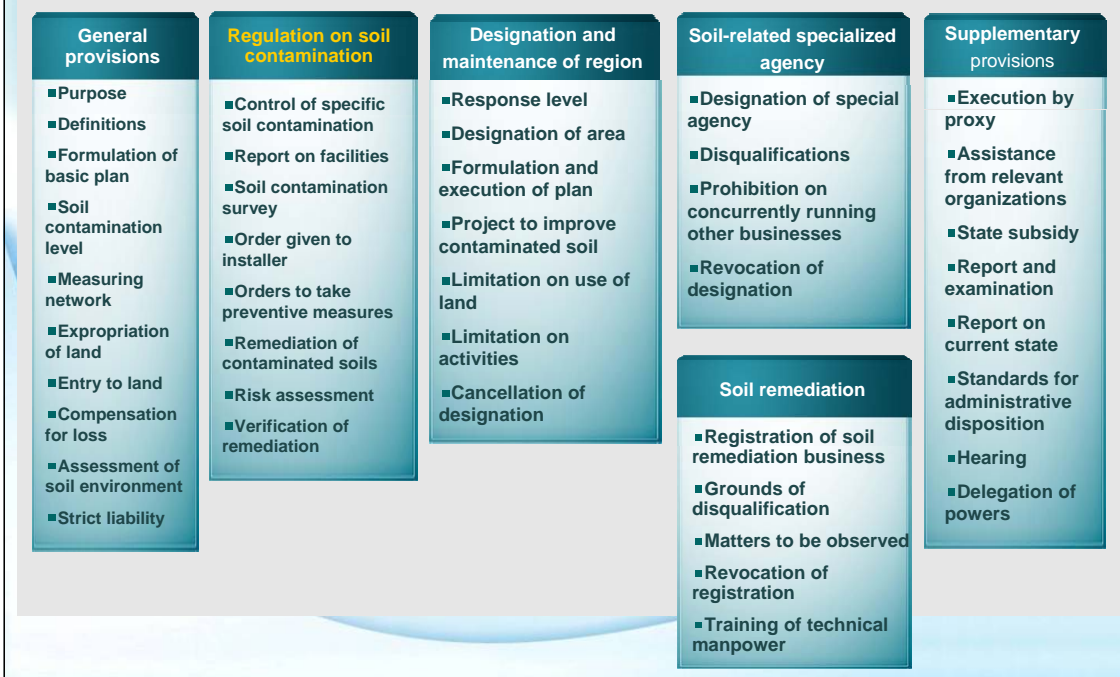 General
provisions
■Purpose
■Definitions
■Formulation of
basic plan
■Soil
contamination
level
■Measuring
network
■Expropriation
of land
■Entry to land
■Compensation
for loss
■Assessment of
soil environment
■Strict liability
Regulation on soil
contamination
■Control of specific
soil contamination
■Report on facilities
■Soil contamination
survey
■Order given to
installer
■Orders to take
preventive measures
■Remediation of
contaminated soils
■Risk assessment
■Verification of
remediation
Designation and
maintenance of region
■Response level
■Designation of area
■Formulation and
execution of plan
■Project to improve
contaminated soil
■Limitation on use of
land
■Limitation on
activities
■Cancellation of
designation
Soil-related specialized
agency
■Designation of special
agency
■Disqualifications
■Prohibition on
concurrently running
other businesses
■Revocation of
designation
Soil remediation
■Registration of soil
remediation business
■Grounds of
disqualification
■Matters to be observed
■Revocation of
registration
■Training of technical
manpower
Supplementary
provisions
■Execution by
proxy
■Assistance
from relevant
organizations
■State subsidy
■Report and
examination
■Report on
current state
■Standards for
administrative
disposition
■Hearing
■Delegation of
powers